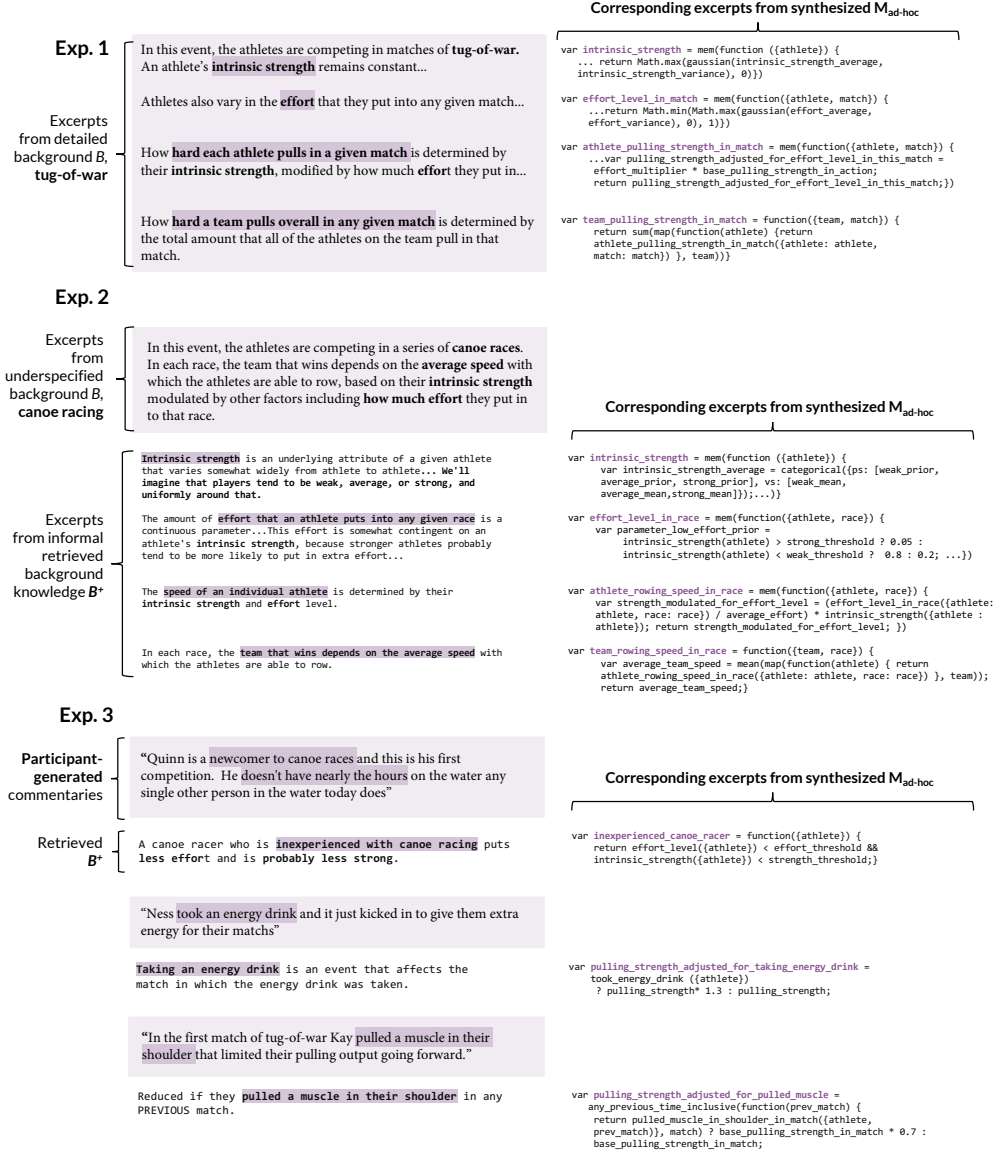 Corresponding excerpts from synthesized Mad-hoc
Exp. 1
Excerpts
from detailed
background B,
tug-of-war
In this event, the athletes are competing in matches of tug-of-war.
An athlete's intrinsic strength remains constant...
Athletes also vary in the effort that they put into any given match...
How hard each athlete pulls in a given match is determined by
their intrinsic strength, modified by how much effort they put in...
How hard a team pulls overall in any given match is determined by
the total amount that all of the athletes on the team pull in that
match.
var intrinsic_strength = mem(function ({athlete}) {
... return Math.max(gaussian(intrinsic_strength_average,
intrinsic_strength_variance), 0)})
var effort_level_in_match = mem(function({athlete, match}) {
...return Math.min(Math.max(gaussian(effort_average,
effort_variance), 0), 1)})
var athlete_pulling_strength_in_match = mem(function({athlete, match}) {
...var pulling_strength_adjusted_for_effort_level_in_this_match =
effort_multiplier * base_pulling_strength_in_action;
return pulling_strength_adjusted_for_effort_level_in_this_match;})
var team_pulling_strength_in_match = function({team, match}) {
return sum(map(function(athlete) {return
athlete_pulling_strength_in_match({athlete: athlete,
match: match}) }, team))}
Exp. 2
Excerpts
from
underspecified
background B,
canoe racing
In this event, the athletes are competing in a series of canoe races.
In each race, the team that wins depends on the average speed with
which the athletes are able to row, based on their intrinsic strength
modulated by other factors including how much effort they put in
to that race.
Corresponding excerpts from synthesized Mad-hoc
Excerpts
from informal
retrieved
background
knowledge B+
Intrinsic strength is an underlying attribute of a given athlete
that varies somewhat widely from athlete to athlete... We'll
imagine that players tend to be weak, average, or strong, and
uniformly around that.
The amount of effort that an athlete puts into any given race is a
continuous parameter...This effort is somewhat contingent on an
athlete's intrinsic strength, because stronger athletes probably
tend to be more likely to put in extra effort...
The speed of an individual athlete is determined by their
intrinsic strength and effort level.
In each race, the team that wins depends on the average speed with
which the athletes are able to row.
var intrinsic_strength = mem(function ({athlete}) {
var intrinsic_strength_average = categorical({ps: [weak_prior,
average_prior, strong_prior], vs: [weak_mean,
average_mean,strong_mean]});...)}
var effort_level_in_race = mem(function({athlete, race}) {
var parameter_low_effort_prior =
intrinsic_strength(athlete) > strong_threshold ? 0.05 :
intrinsic_strength(athlete) < weak_threshold ? 0.8 : 0.2; ...})
var athlete_rowing_speed_in_race = mem(function({athlete, race}) {
var strength_modulated_for_effort_level = (effort_level_in_race({athlete:
athlete, race: race}) / average_effort) * intrinsic_strength({athlete :
athlete}); return strength_modulated_for_effort_level; })
var team_rowing_speed_in_race = function({team, race}) {
var average_team_speed = mean(map(function(athlete) { return
athlete_rowing_speed_in_race({athlete: athlete, race: race}) }, team));
return average_team_speed;}
Exp. 3
Participant-
generated
commentaries
"Quinn is a newcomer to canoe races and this is his first
competition. He doesn't have nearly the hours on the water any
single other person in the water today does"
Corresponding excerpts from synthesized Mad-hoc
Retrieved
B+
A canoe racer who is inexperienced with canoe racing puts
less effort and is probably less strong.
var inexperienced_canoe_racer = function({athlete}) {
return effort_level({athlete}) < effort_threshold &&
intrinsic_strength({athlete}) < strength_threshold;}
"Ness took an energy drink and it just kicked in to give them extra
energy for their matchs"
Taking an energy drink is an event that affects the
match in which the energy drink was taken.
var pulling_strength_adjusted_for_taking_energy_drink =
took_energy_drink ({athlete})
? pulling_strength* 1.3 : pulling_strength;
"In the first match of tug-of-war Kay pulled a muscle in their
shoulder that limited their pulling output going forward."
Reduced if they pulled a muscle in their shoulder in any
PREVIOUS match.
var pulling_strength_adjusted_for_pulled_muscle =
any_previous_time_inclusive(function(prev_match) {
return pulled_muscle_in_shoulder_in_match({athlete,
prev_match)}, match) ? base_pulling_strength_in_match * 0.7 :
base_pulling_strength_in_match;